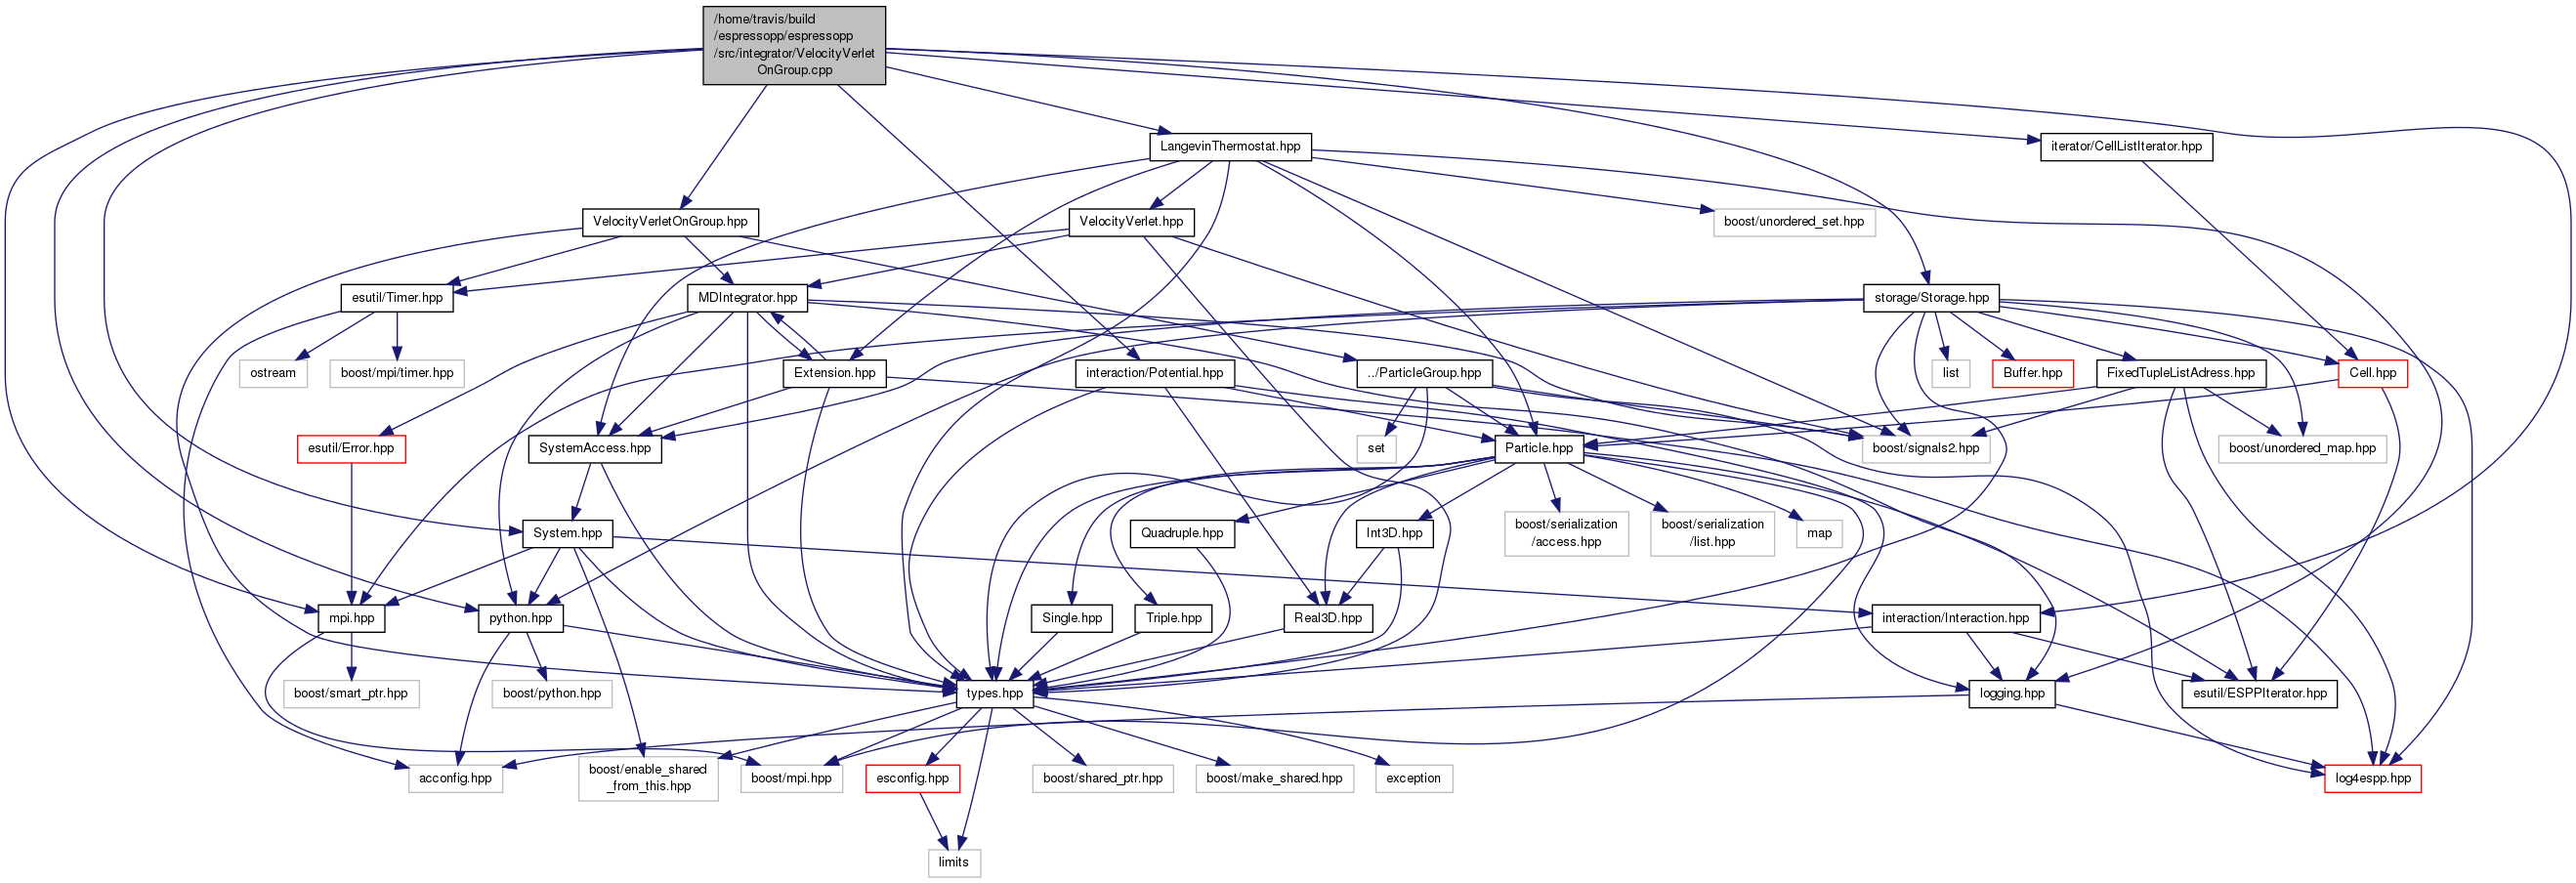 /home/travis/build
/espressopp/espressopp
/src/integrator/VelocityVerlet
OnGroup.cpp
LangevinThermostat.hpp
iterator/CellListIterator.hpp
VelocityVerletOnGroup.hpp
VelocityVerlet.hpp
boost/unordered_set.hpp
esutil/Timer.hpp
MDIntegrator.hpp
storage/Storage.hpp
ostream
boost/mpi/timer.hpp
Extension.hpp
interaction/Potential.hpp
../ParticleGroup.hpp
list
Buffer.hpp
FixedTupleListAdress.hpp
Cell.hpp
esutil/Error.hpp
SystemAccess.hpp
set
Particle.hpp
boost/signals2.hpp
boost/unordered_map.hpp
System.hpp
Quadruple.hpp
Int3D.hpp
boost/serialization
/access.hpp
boost/serialization
/list.hpp
map
mpi.hpp
python.hpp
Single.hpp
Triple.hpp
Real3D.hpp
interaction/Interaction.hpp
boost/smart_ptr.hpp
boost/python.hpp
types.hpp
logging.hpp
esutil/ESPPIterator.hpp
acconfig.hpp
boost/enable_shared
_from_this.hpp
boost/mpi.hpp
esconfig.hpp
boost/shared_ptr.hpp
boost/make_shared.hpp
exception
log4espp.hpp
limits